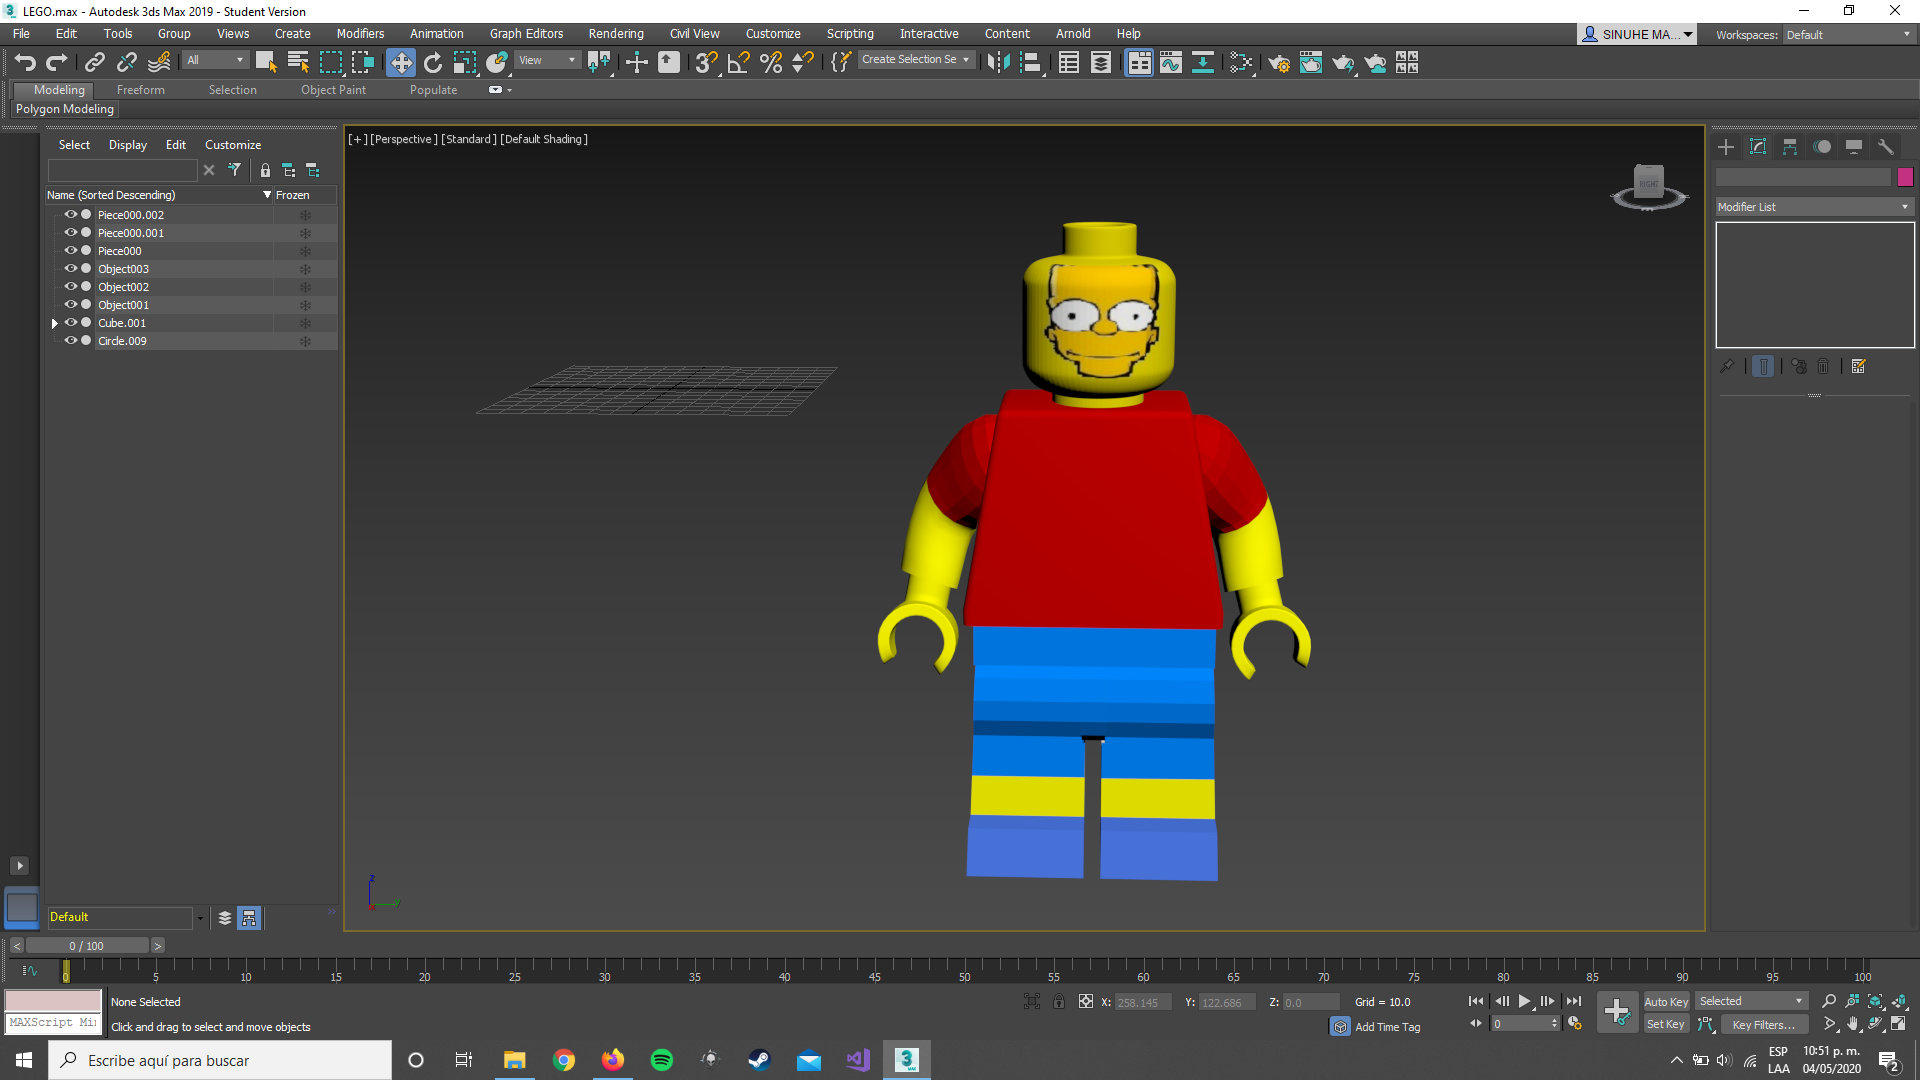 LEGO.max - Autodesk 3ds Max 2019 - Student Version
File Edit Tools Group Views Create Modifiers Animation Graph Editors Rendering Civil View Customize Scripting Interactive Content Arnold Help
SINUHE MA... Workspaces: Default
All View Create Selection Se
Modeling Freeform Selection Object Paint Populate
Polygon Modeling
Select Display Edit Customize
Name (Sorted Descending) Frozen
Piece000.002
Piece000.001
Piece000
Object003
Object002
Object001
Cube.001
Circle.009
[+] [Perspective] [Standard] [Default Shading]
RIGHT
Modifier List
z
Y
x
Default
< 0 / 100 >
0 5 10 15 20 25 30 35 40 45 50 55 60 65 70 75 80 85 90 95 100
None Selected
X: 258.145 Y: 122.686 Z: 0.0 Grid = 10.0
Auto Key Selected
MAXScript Mi
Click and drag to select and move objects
Add Time Tag
0
Set Key Key Filters...
Escribe aquí para buscar
3
MAX
ESP
LAA
10:51 p. m.
04/05/2020
2